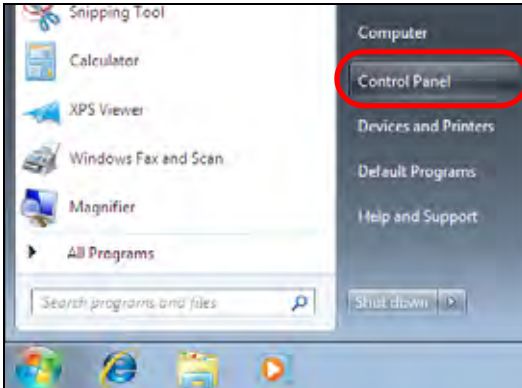 Snipping Tool
Calculator
XPS Viewer
Windows Fax and Scan
Magnifier
All Programs
Search programs and files
Computer
Control Panel
Devices and Printers
Default Programs
Help and Support
Shut down